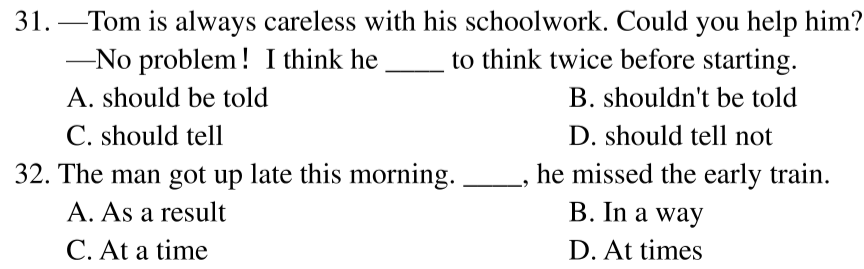 31. —Tom is always careless with his schoolwork. Could you help him?
—No problem! I think he ____ to think twice before starting.
A. should be told B. shouldn't be told
C. should tell D. should tell not
32. The man got up late this morning. ____, he missed the early train.
A. As a result B. In a way
C. At a time D. At times